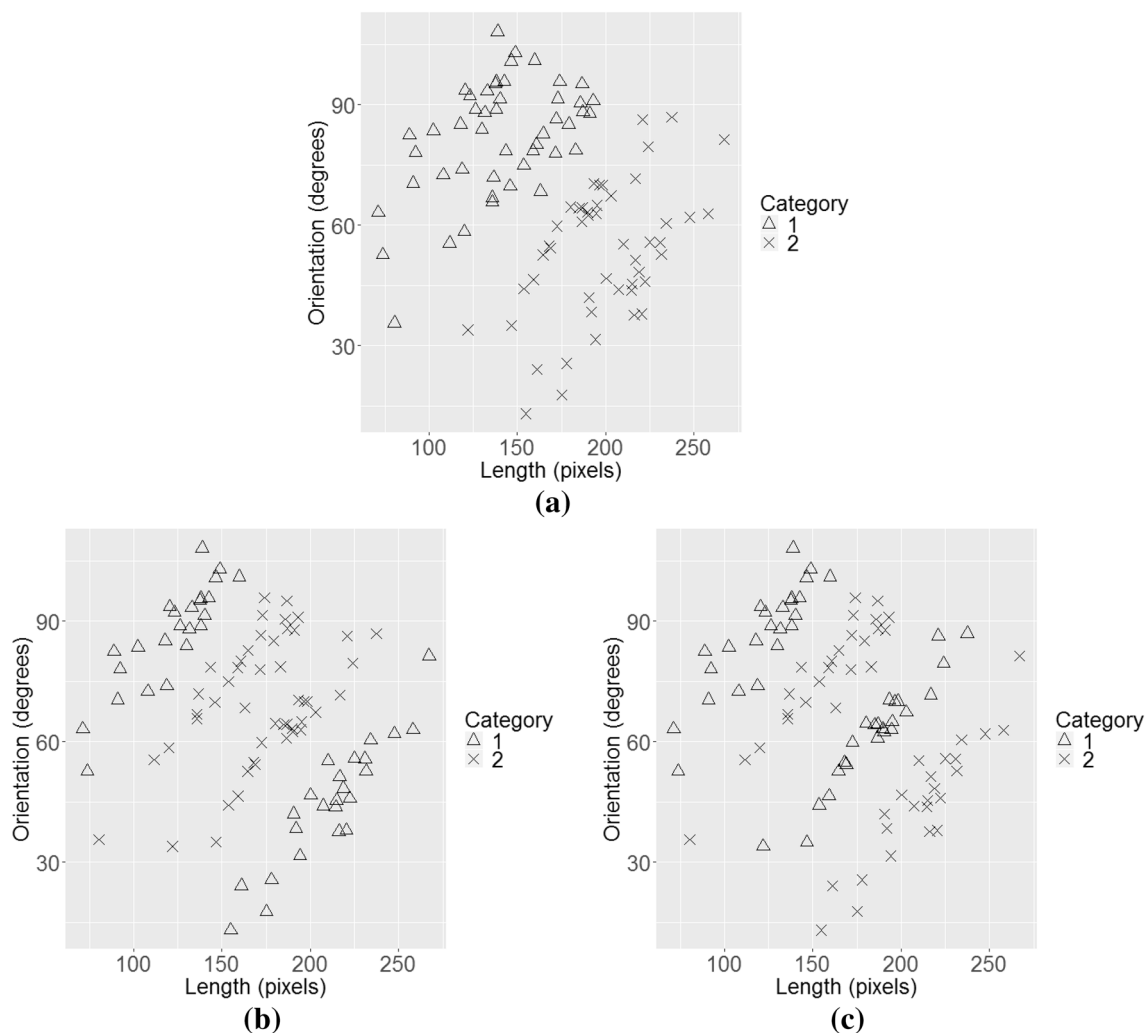 Orientation (degrees)
90
60
30
100 150 200 250
Length (pixels)
Category
1
2
(a)
Orientation (degrees)
90
60
30
100 150 200 250
Length (pixels)
Category
1
2
(b)
Orientation (degrees)
90
60
30
100 150 200 250
Length (pixels)
Category
1
2
(c)